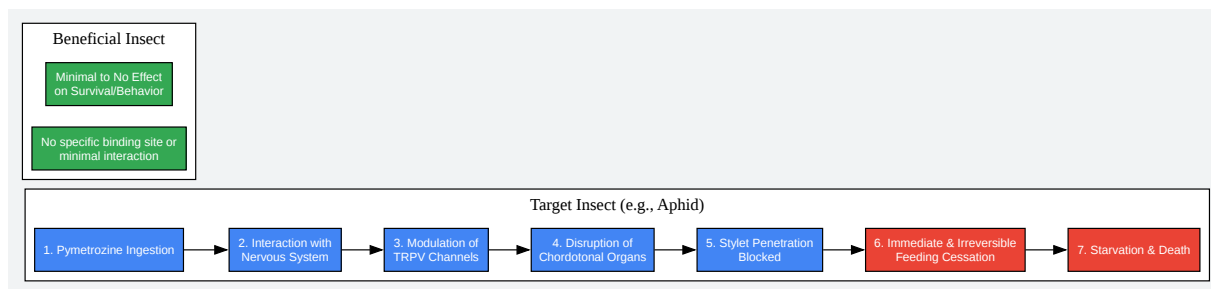 Beneficial Insect
Minimal to No Effect
on Survival/Behavior
No specific binding site or
minimal interaction
Target Insect (e.g., Aphid)
1. Pymetrozine Ingestion
2. Interaction with
Nervous System
3. Modulation of
TRPV Channels
4. Disruption of
Chordotonal Organs
5. Stylet Penetration
Blocked
6. Immediate & Irreversible
Feeding Cessation
7. Starvation & Death